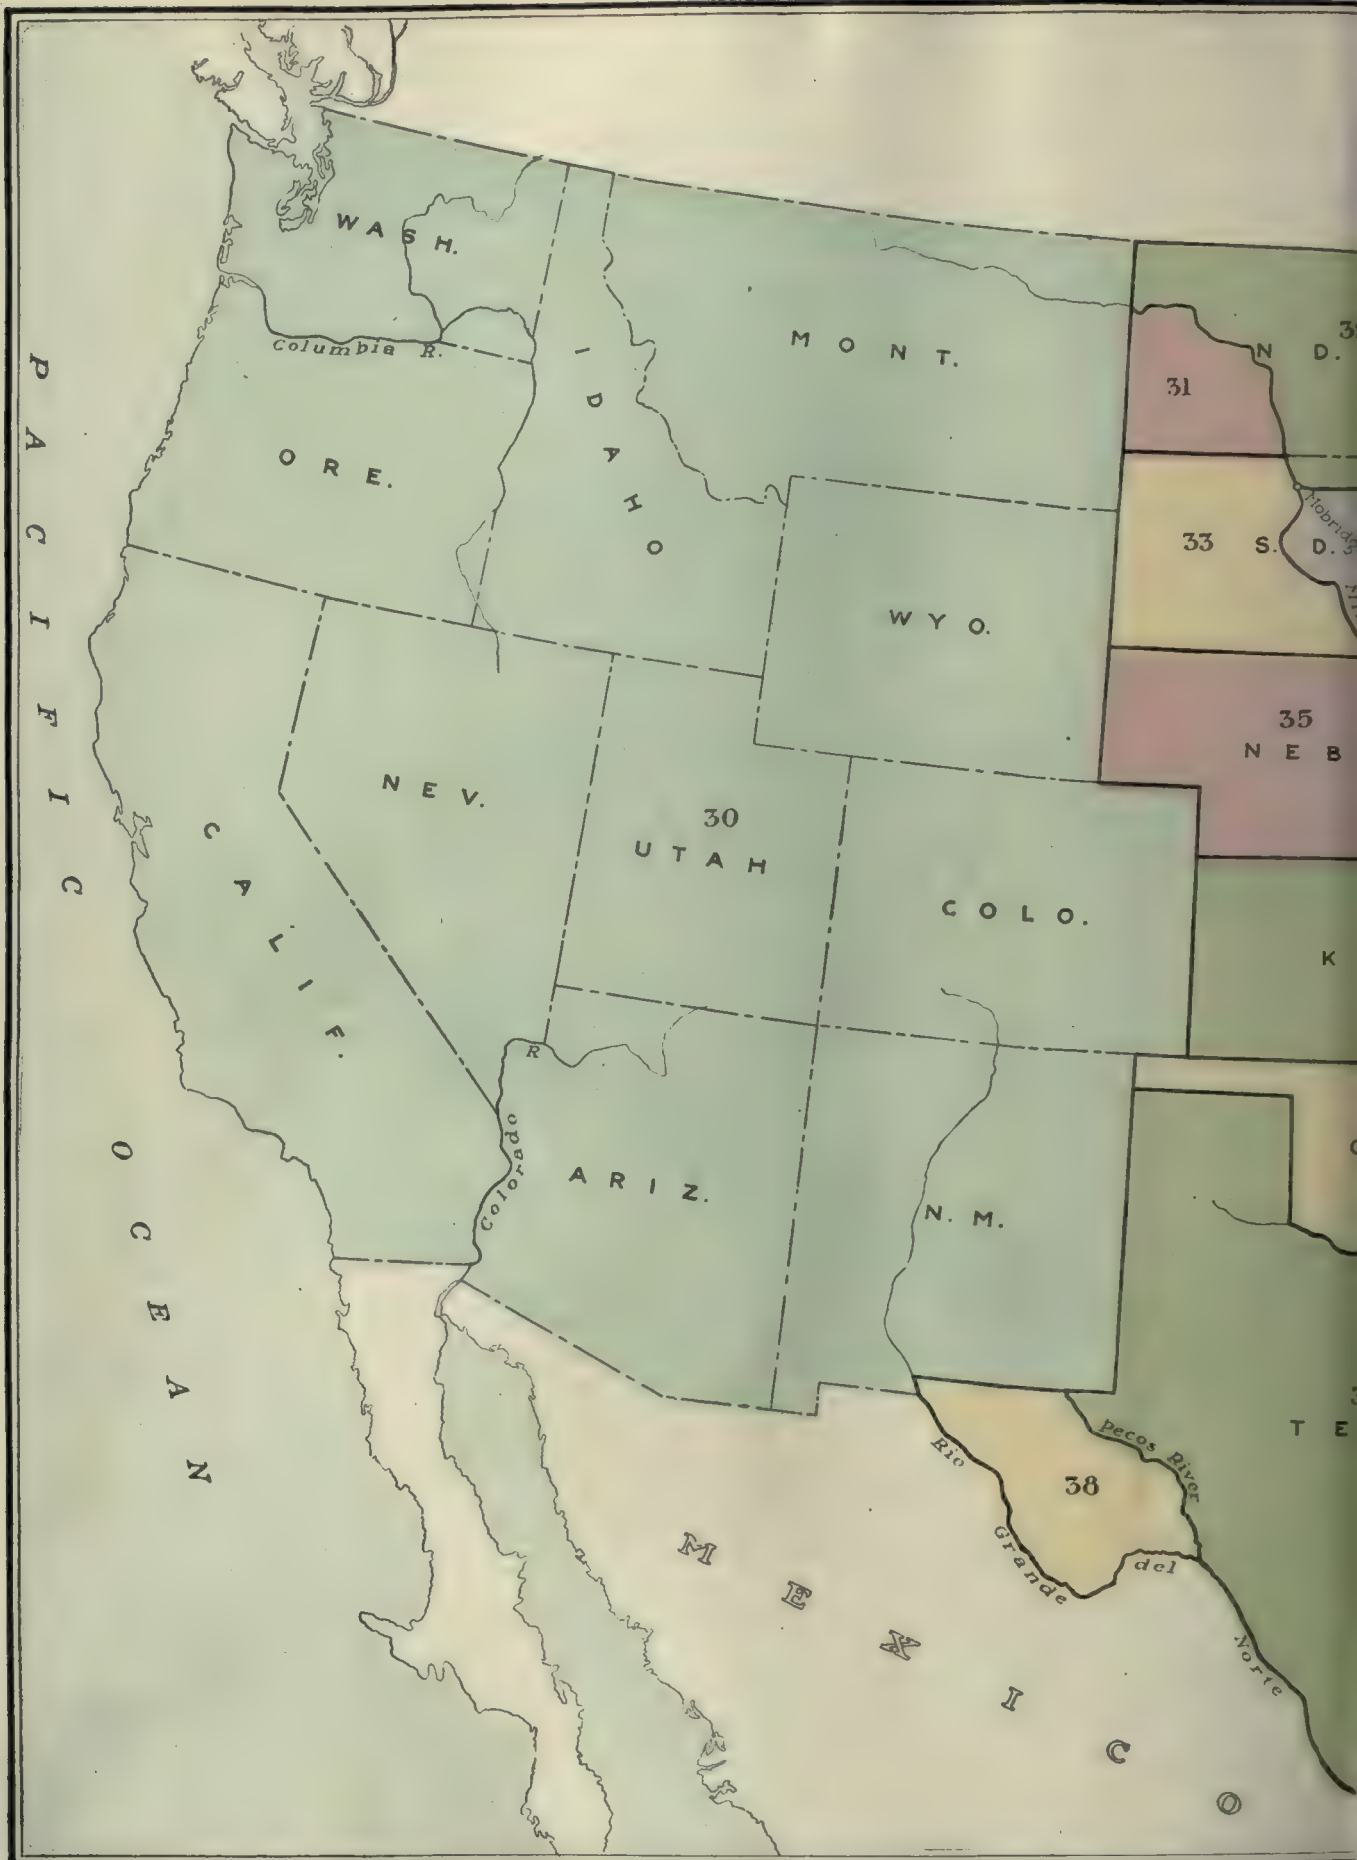 WASH.
Columbia R.
MONT.
N D.
31
IDAHO
ORE.
PACIFIC
OCEAN
33
S. D.
WYO.
35
NEB
NEV.
30
UTAH
COLO.
CALIF.
K
R
Colorado
ARIZ.
N. M.
TE
Pecos River
38
Rio
Grande
del
Norte
MEXICO